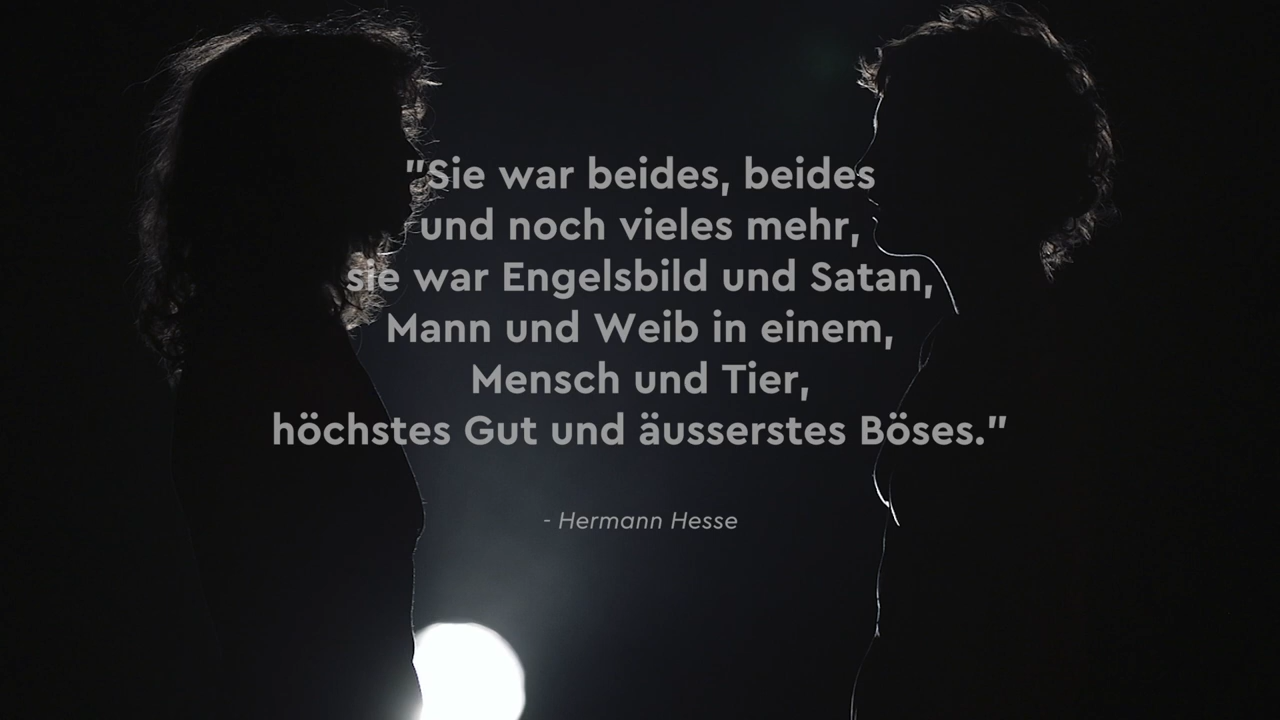 "Sie war beides, beides
und noch vieles mehr,
sie war Engelsbild und Satan,
Mann und Weib in einem,
Mensch und Tier,
höchstes Gut und äusserstes Böses."
- Hermann Hesse